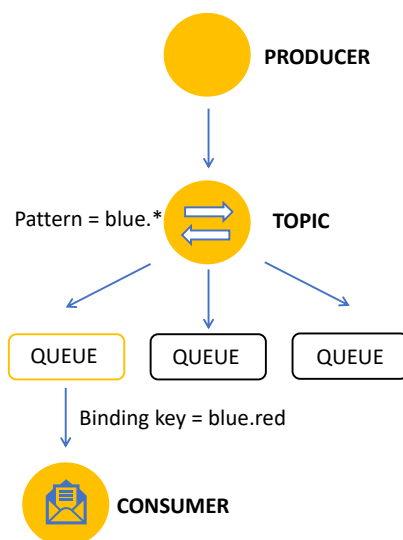 PRODUCER
Pattern = blue.*
TOPIC
QUEUE
QUEUE
QUEUE
Binding key = blue.red
CONSUMER